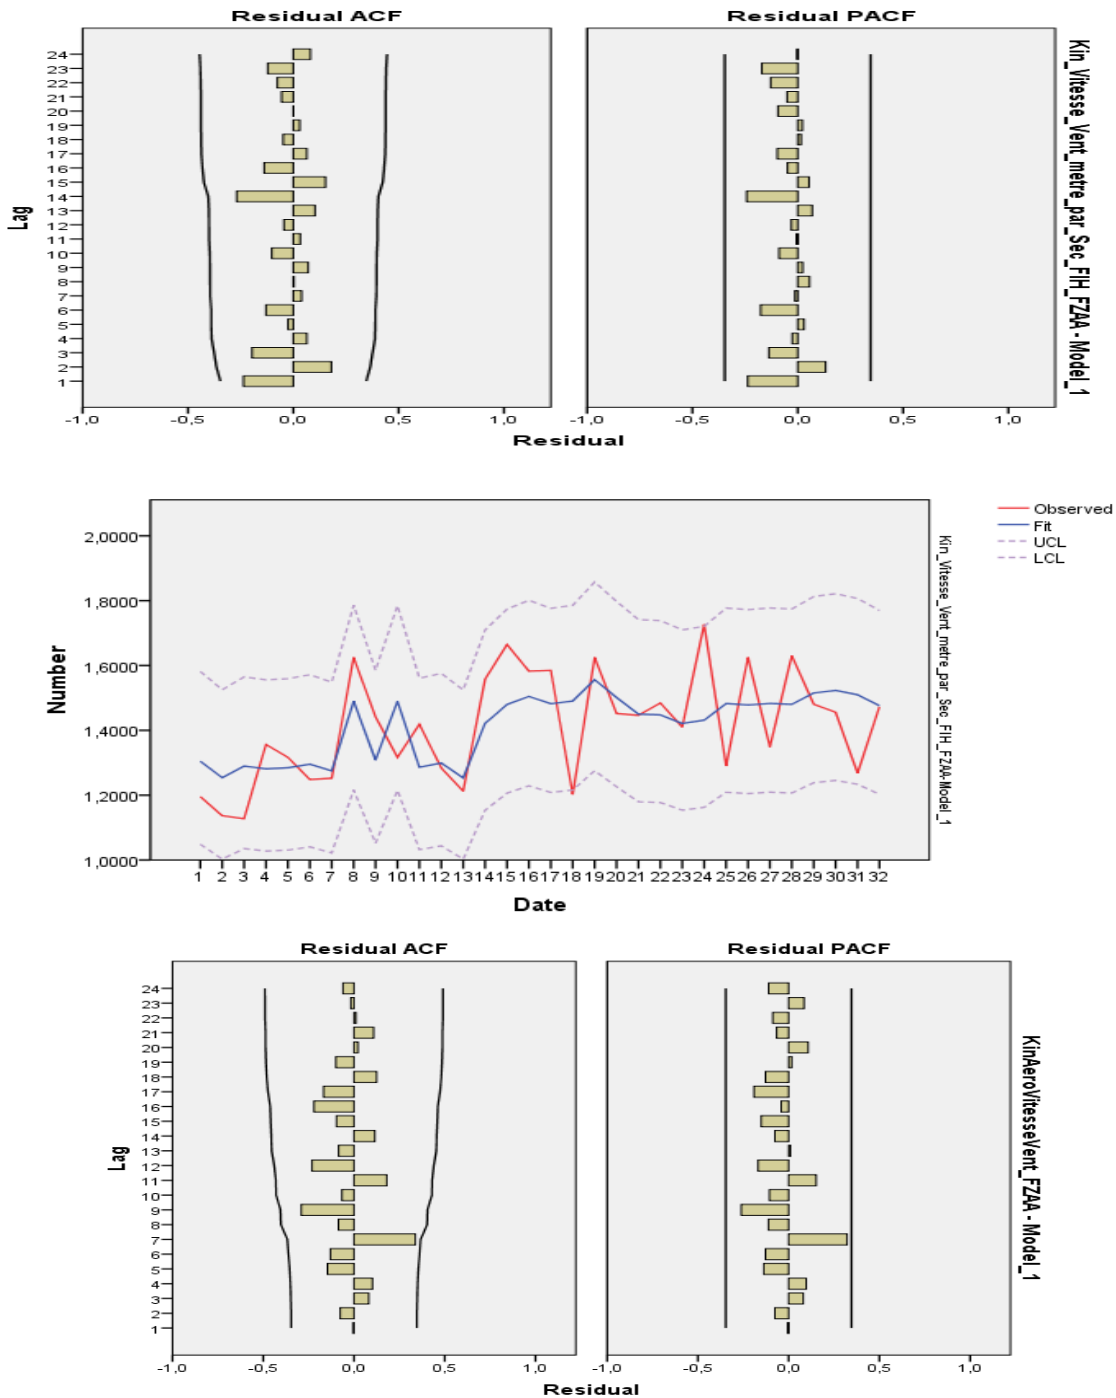 Residual ACF
Residual PACF
Lag
24
23
22
21
20
19
18
17
16
15
14
13
12
11
10
9
8
7
6
5
4
3
2
1
-1,0 -0,5 0,0 0,5 1,0
-1,0 -0,5 0,0 0,5 1,0
Residual
Kin_Vitesse_Vent_metre_par_Sec_FIH_FZAA - Model_1
Number
2,0000
1,8000
1,6000
1,4000
1,2000
1,0000
1 2 3 4 5 6 7 8 9 10 11 12 13 14 15 16 17 18 19 20 21 22 23 24 25 26 27 28 29 30 31 32
Date
Kin_Vitesse_Vent_metre_par_Sec_FIH_FZAA-Model_1
Observed
Fit
UCL
LCL
Residual ACF
Residual PACF
Lag
24
23
22
21
20
19
18
17
16
15
14
13
12
11
10
9
8
7
6
5
4
3
2
1
-1,0 -0,5 0,0 0,5 1,0
-1,0 -0,5 0,0 0,5 1,0
Residual
KinAeroVitesseVent_FZAA - Model_1